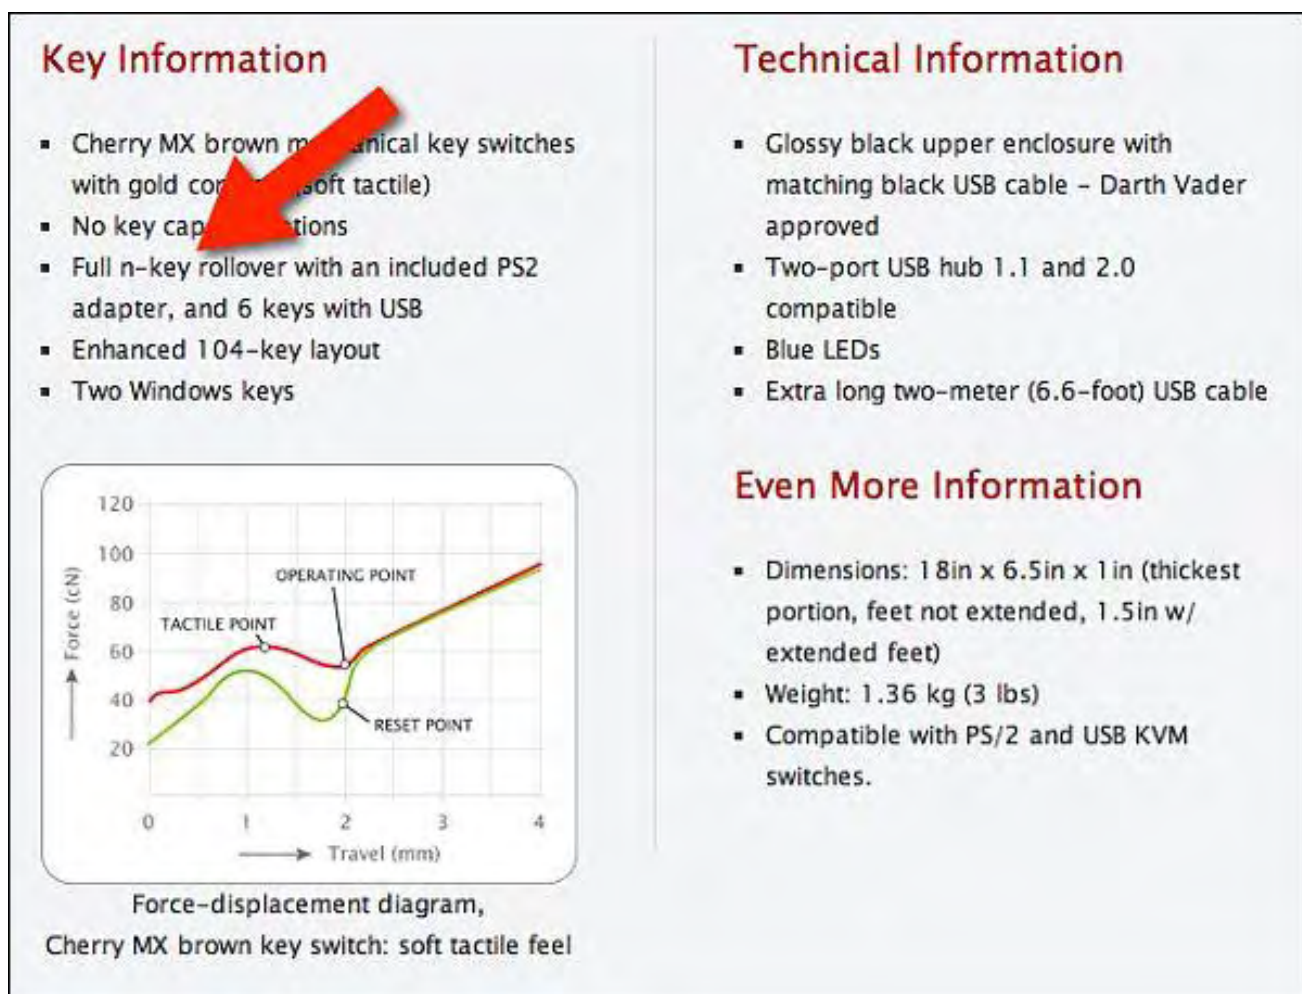 Key Information
Cherry MX brown m nical key switches
with gold co (soft tactile)
No key cap tions
Full n-key rollover with an included PS2
adapter, and 6 keys with USB
Enhanced 104-key layout
Two Windows keys
120
100
80
60
40
20
Force (cN)
OPERATING POINT
TACTILE POINT
RESET POINT
0 1 2 3 4
Travel (mm)
Force-displacement diagram,
Cherry MX brown key switch: soft tactile feel
Technical Information
Glossy black upper enclosure with
matching black USB cable - Darth Vader
approved
Two-port USB hub 1.1 and 2.0
compatible
Blue LEDs
Extra long two-meter (6.6-foot) USB cable
Even More Information
Dimensions: 18in x 6.5in x 1in (thickest
portion, feet not extended, 1.5in w/
extended feet)
Weight: 1.36 kg (3 lbs)
Compatible with PS/2 and USB KVM
switches.